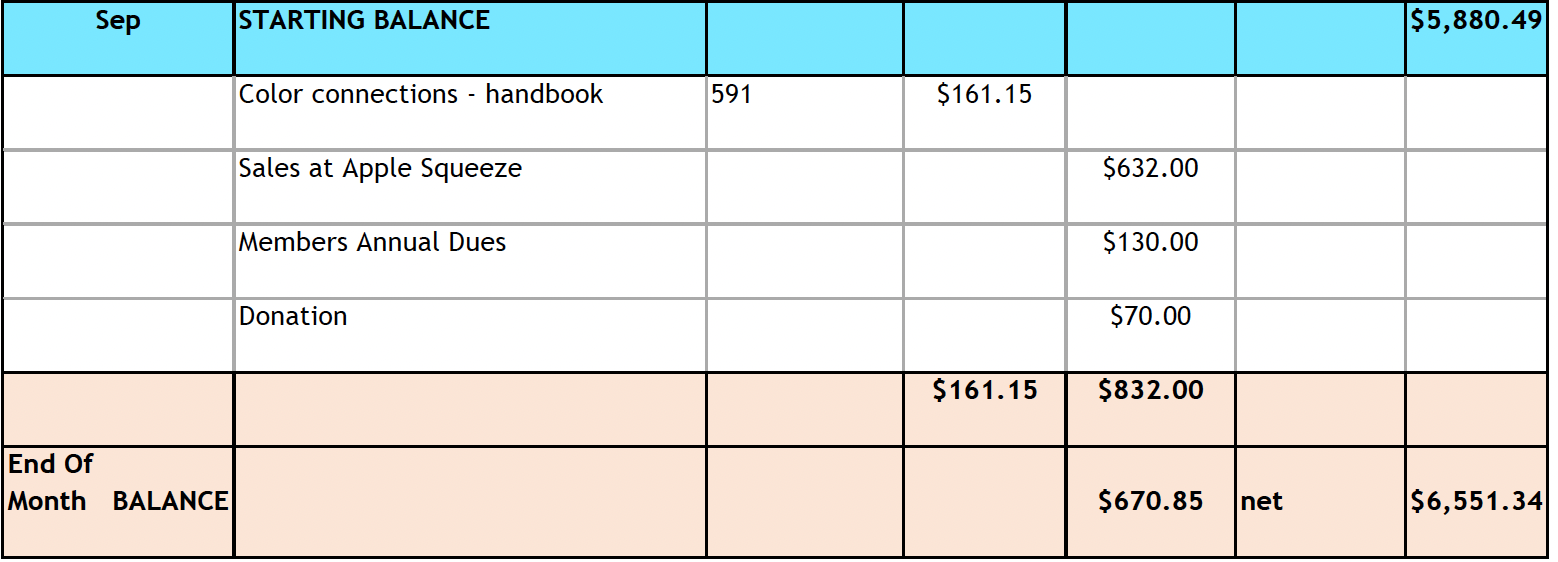 Sep STARTING BALANCE $5,880.49
Color connections - handbook 591 $161.15
Sales at Apple Squeeze $632.00
Members Annual Dues $130.00
Donation $70.00
$161.15 $832.00
End Of
Month BALANCE $670.85 net $6,551.34